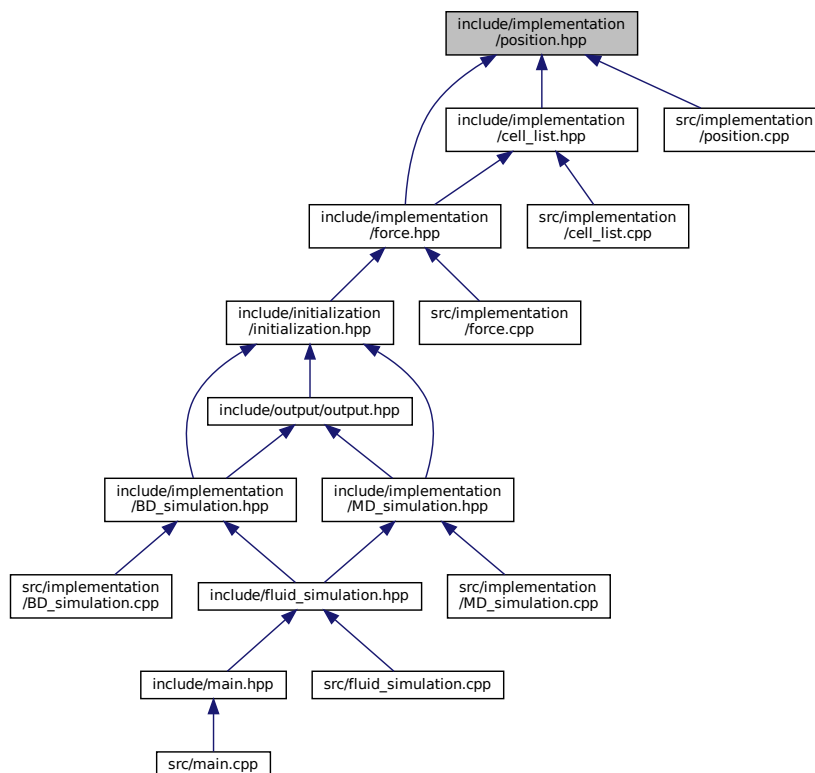 include/implementation
/position.hpp
include/implementation
/cell_list.hpp
src/implementation
/position.cpp
include/implementation
/force.hpp
src/implementation
/cell_list.cpp
include/initialization
/initialization.hpp
src/implementation
/force.cpp
include/output/output.hpp
include/implementation
/BD_simulation.hpp
include/implementation
/MD_simulation.hpp
src/implementation
/BD_simulation.cpp
include/fluid_simulation.hpp
src/implementation
/MD_simulation.cpp
include/main.hpp
src/fluid_simulation.cpp
src/main.cpp